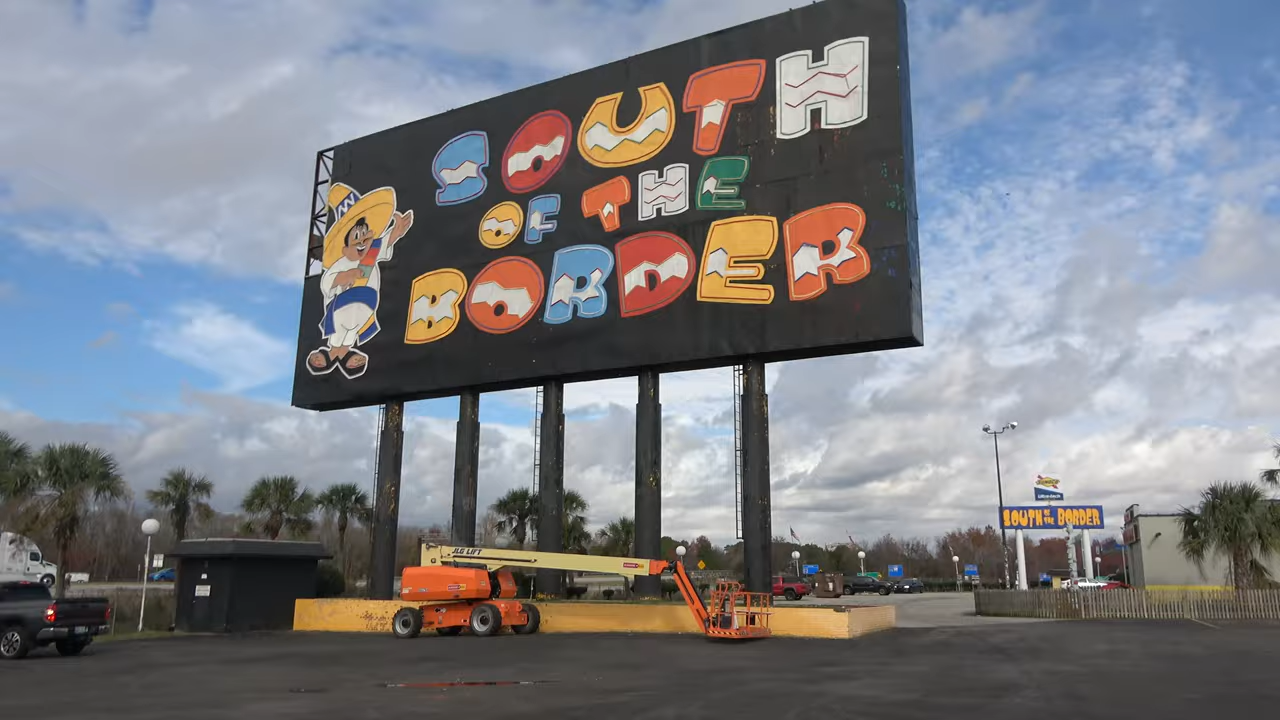 SOUTH
OF THE
BORDER
JLG LIFT
SOUTH OF THE BORDER